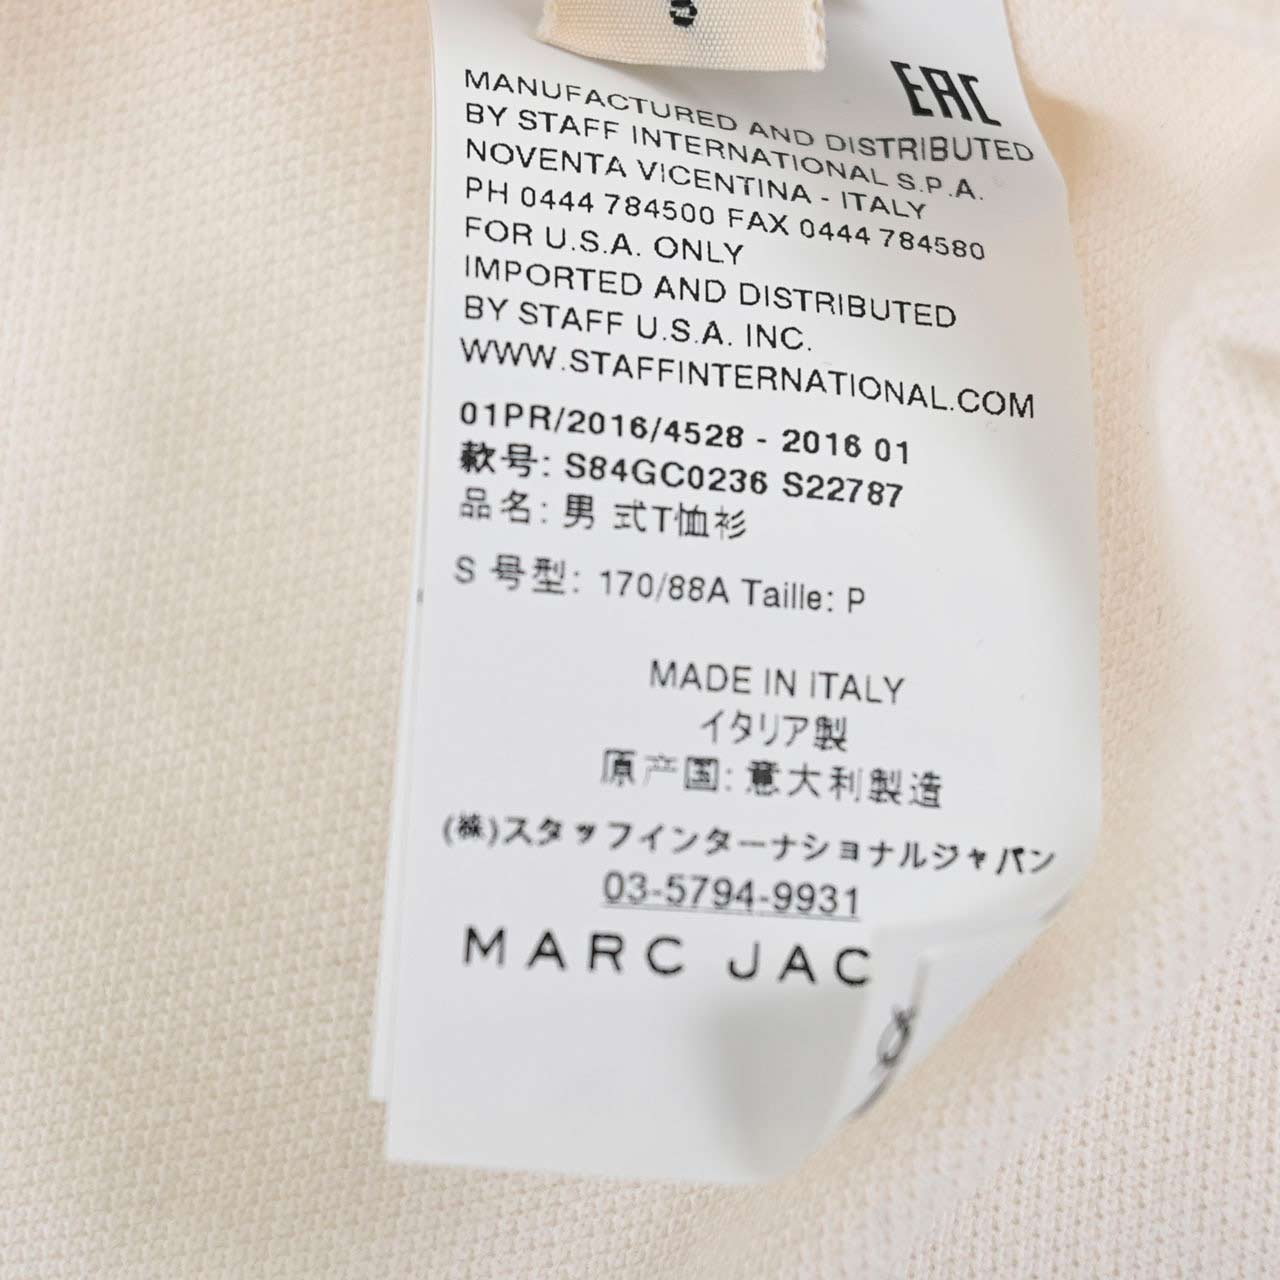 EAC
MANUFACTURED AND DISTRIBUTED
BY STAFF INTERNATIONAL S.P.A.
NOVENTA VICENTINA - ITALY
PH 0444 784500 FAX 0444 784580
FOR U.S.A. ONLY
IMPORTED AND DISTRIBUTED
BY STAFF U.S.A. INC.
WWW.STAFFINTERNATIONAL.COM
01PR/2016/4528 - 2016 01
款号: S84GC0236 S22787
品名: 男 式T恤衫
S 号型: 170/88A Taille: P
MADE IN ITALY
イタリア製
原产国: 意大利製造
(株)スタッフインターナショナルジャパン
03-5794-9931
MARC JAC